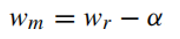 wₘ = wᵣ − α